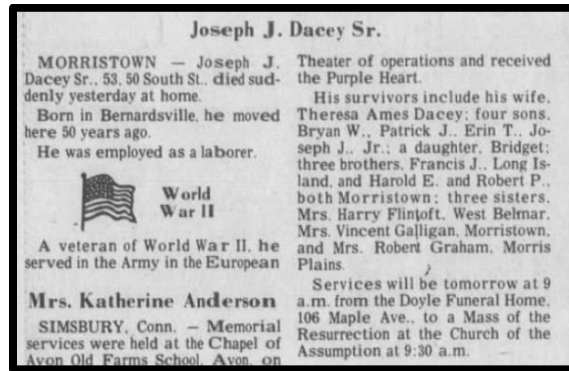 Joseph J. Dacey Sr.
MORRISTOWN — Joseph J.
Dacey Sr., 53, 50 South St., died sud-
denly yesterday at home.
Born in Bernardsville, he moved
here 50 years ago.
He was employed as a laborer.
World
War II
A veteran of World War II, he
served in the Army in the European
Theater of operations and received
the Purple Heart.
His survivors include his wife,
Theresa Ames Dacey; four sons,
Bryan W., Patrick J., Erin T., Jo-
seph J., Jr.; a daughter, Bridget;
three brothers, Francis J., Long Is-
land, and Harold E. and Robert P.,
both Morristown; three sisters,
Mrs. Harry Flintoft, West Belmar,
Mrs. Vincent Galligan, Morristown,
and Mrs. Robert Graham, Morris
Plains.
Services will be tomorrow at 9
a.m. from the Doyle Funeral Home,
106 Maple Ave., to a Mass of the
Resurrection at the Church of the
Assumption at 9:30 a.m.
Mrs. Katherine Anderson
SIMSBURY, Conn. — Memorial
services were held at the Chapel of
Avon Old Farms School, Avon, on